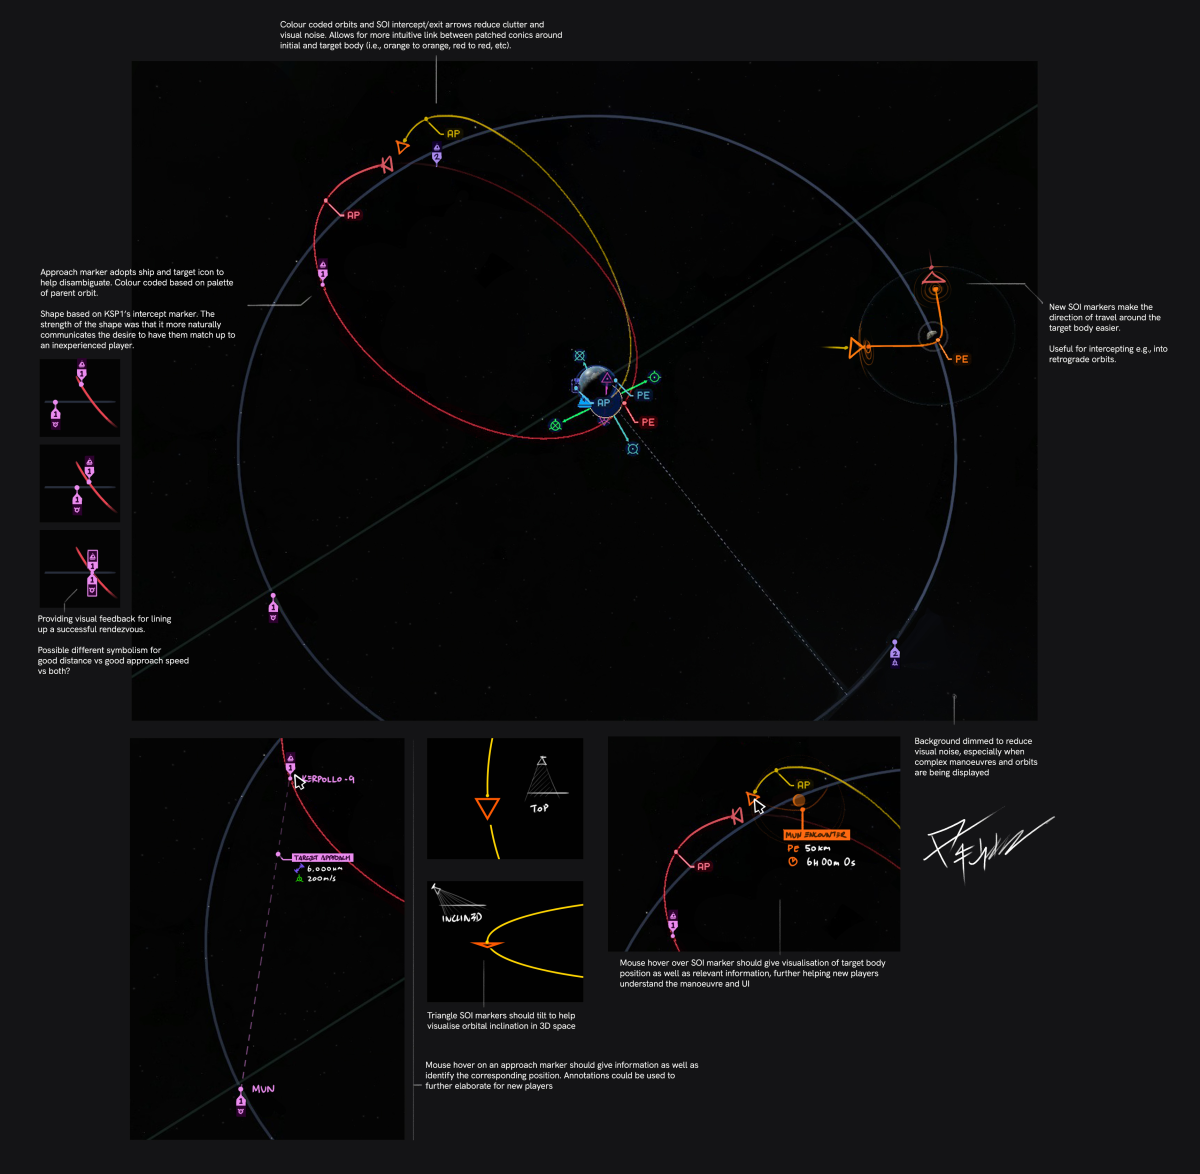 Colour coded orbits and SOI intercept/exit arrows reduce clutter and
visual noise. Allows for more intuitive link between patched conics around
initial and target body (i.e., orange to orange, red to red, etc).
AP
2
AP
Approach marker adopts ship and target icon to
help disambiguate. Colour coded based on palette
of parent orbit.
Shape based on KSP1's intercept marker. The
strength of the shape was that it more naturally
communicates the desire to have them match up to
an inexperienced player.
1
New SOI markers make the
direction of travel around the
target body easier.
Useful for intercepting e.g., into
retrograde orbits.
PE
PE
AP
PE
1
1
1
1
1
1
Providing visual feedback for lining
up a successful rendezvous.
Possible different symbolism for
good distance vs good approach speed
vs both?
1
2
Background dimmed to reduce
visual noise, especially when
complex manoeuvres and orbits
are being displayed
1
KERPOLLO-9
TARGET APPROACH
6,000km
200m/s
MUN
1
TOP
INCLIN3D
Triangle SOI markers should tilt to help
visualise orbital inclination in 3D space
AP
MUN ENCOUNTER
PE 50km
6H 00m 0s
AP
1
Mouse hover over SOI marker should give visualisation of target body
position as well as relevant information, further helping new players
understand the manoeuvre and UI
Mouse hover on an approach marker should give information as well as
identify the corresponding position. Annotations could be used to
further elaborate for new players